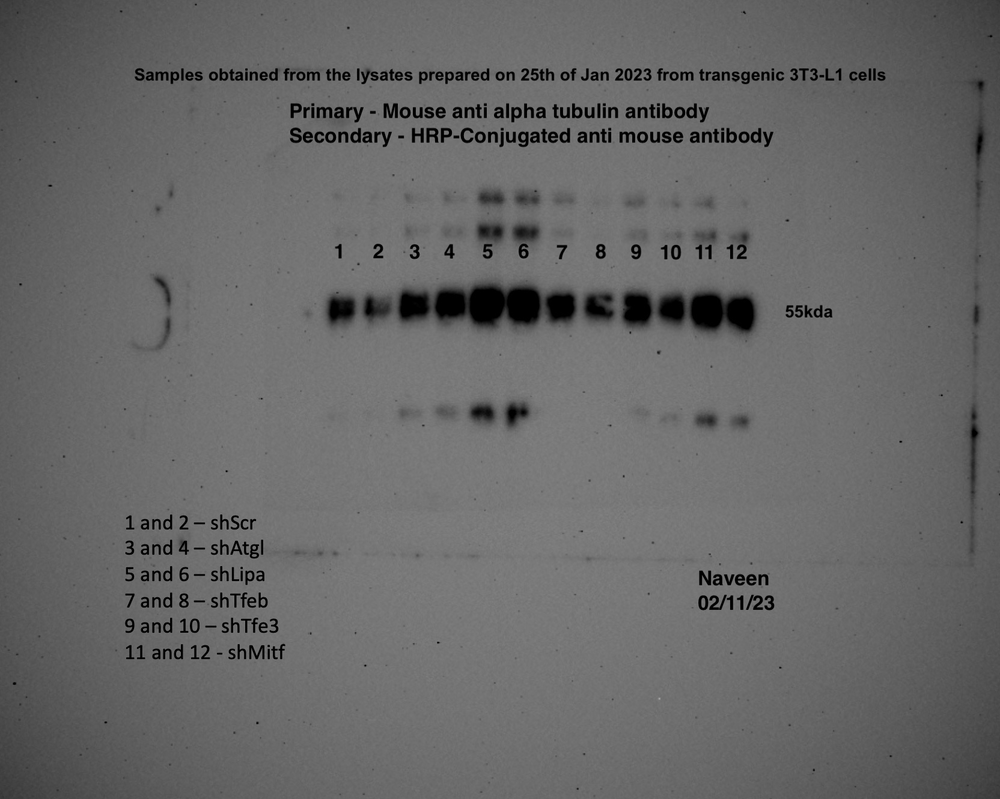 Samples obtained from the lysates prepared on 25th of Jan 2023 from transgenic 3T3-L1 cells
Primary - Mouse anti alpha tubulin antibody
Secondary - HRP-Conjugated anti mouse antibody
1 2 3 4 5 6 7 8 9 10 11 12
55kda
1 and 2 – shScr
3 and 4 – shAtgl
5 and 6 – shLipa
7 and 8 – shTfeb
9 and 10 – shTfe3
11 and 12 - shMitf
Naveen
02/11/23